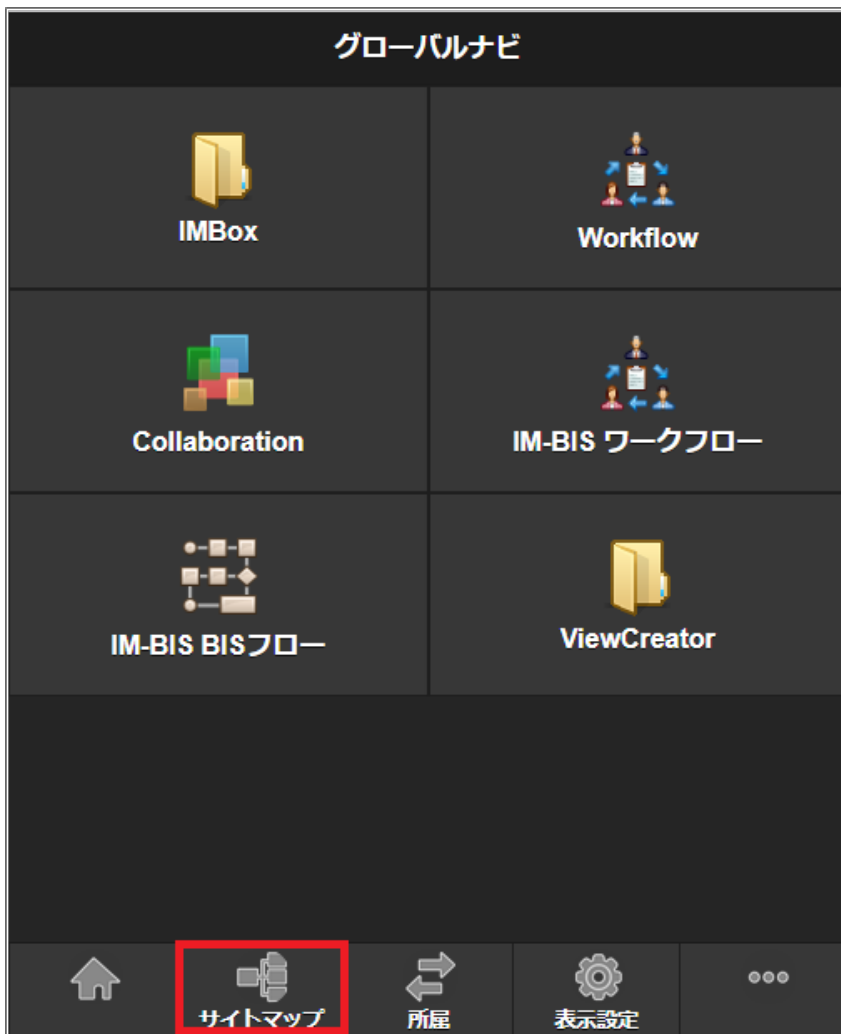 グローバルナビ
IMBox
Workflow
Collaboration
IM-BIS ワークフロー
IM-BIS BISフロー
ViewCreator
サイトマップ
所属
表示設定